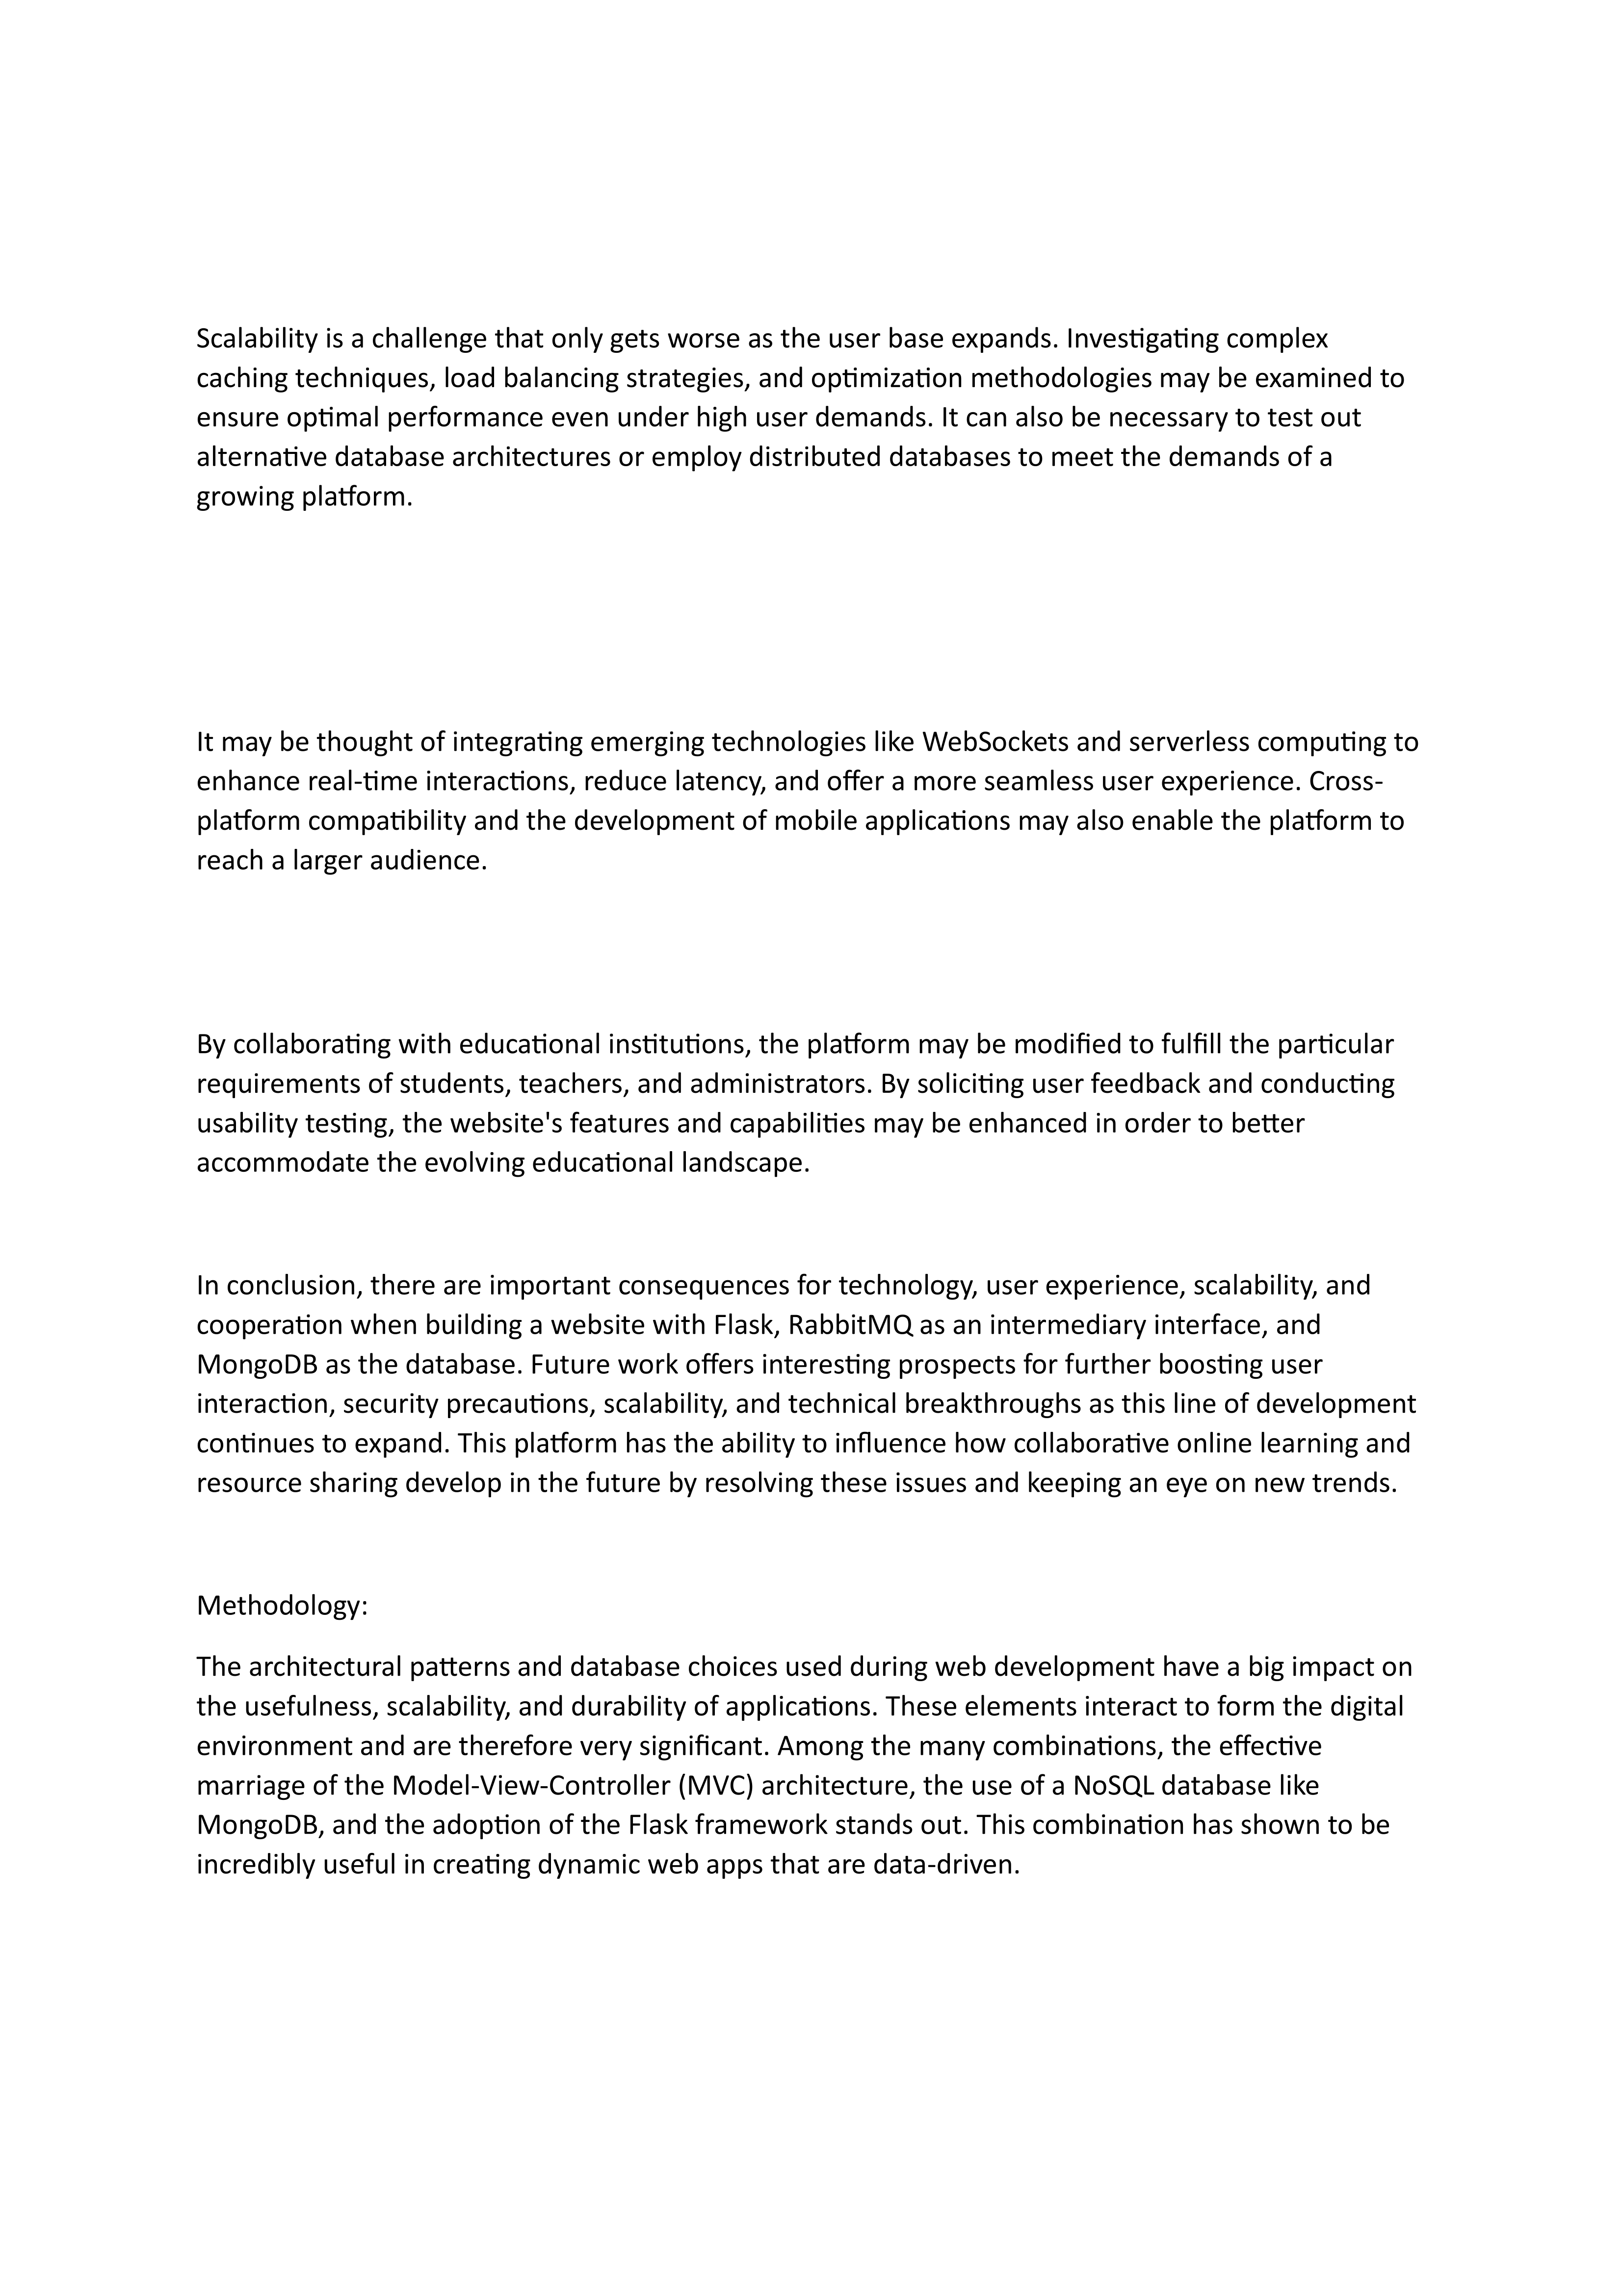 Scalability is a challenge that only gets worse as the user base expands. Investigating complex
caching techniques, load balancing strategies, and optimization methodologies may be examined to
ensure optimal performance even under high user demands. It can also be necessary to test out
alternative database architectures or employ distributed databases to meet the demands of a
growing platform.
It may be thought of integrating emerging technologies like WebSockets and serverless computing to
enhance real-time interactions, reduce latency, and offer a more seamless user experience. Cross-
platform compatibility and the development of mobile applications may also enable the platform to
reach a larger audience.
By collaborating with educational institutions, the platform may be modified to fulfill the particular
requirements of students, teachers, and administrators. By soliciting user feedback and conducting
usability testing, the website's features and capabilities may be enhanced in order to better
accommodate the evolving educational landscape.
In conclusion, there are important consequences for technology, user experience, scalability, and
cooperation when building a website with Flask, RabbitMQ as an intermediary interface, and
MongoDB as the database. Future work offers interesting prospects for further boosting user
interaction, security precautions, scalability, and technical breakthroughs as this line of development
continues to expand. This platform has the ability to influence how collaborative online learning and
resource sharing develop in the future by resolving these issues and keeping an eye on new trends.
Methodology:
The architectural patterns and database choices used during web development have a big impact on
the usefulness, scalability, and durability of applications. These elements interact to form the digital
environment and are therefore very significant. Among the many combinations, the effective
marriage of the Model-View-Controller (MVC) architecture, the use of a NoSQL database like
MongoDB, and the adoption of the Flask framework stands out. This combination has shown to be
incredibly useful in creating dynamic web apps that are data-driven.